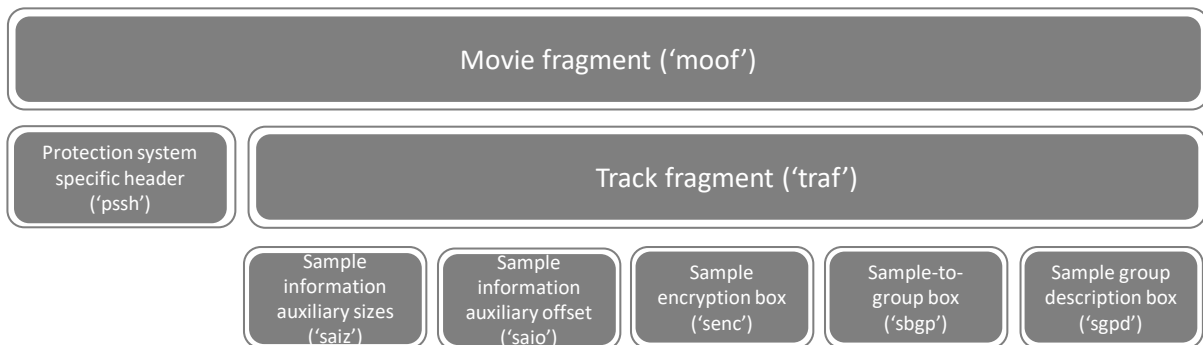 Movie fragment (‘moof’)
Protection system
specific header
(‘pssh’)
Track fragment (‘traf’)
Sample
information
auxiliary sizes
(‘saiz’)
Sample
information
auxiliary offset
(‘saio’)
Sample
encryption box
(‘senc’)
Sample-to-
group box
(‘sbgp’)
Sample group
description box
(‘sgpd’)